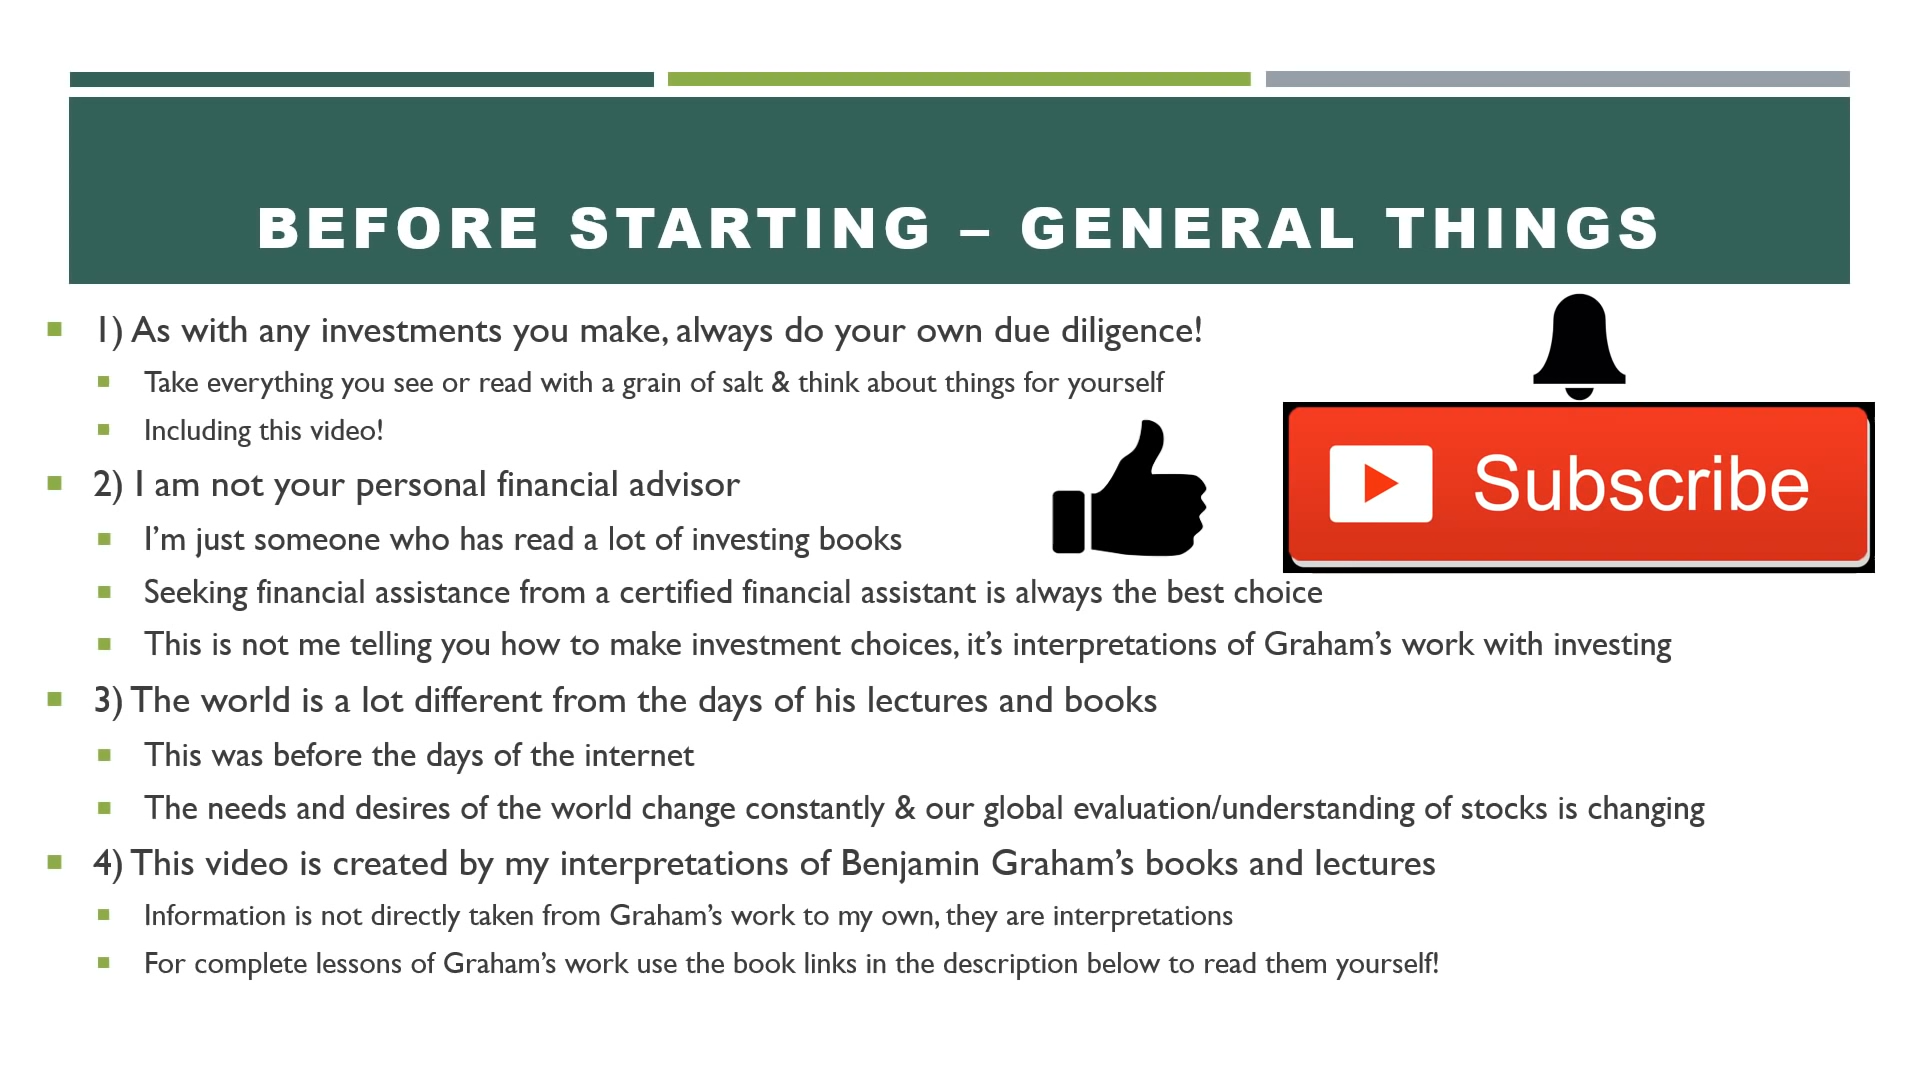 BEFORE STARTING – GENERAL THINGS
1) As with any investments you make, always do your own due diligence!
Take everything you see or read with a grain of salt & think about things for yourself
Including this video!
2) I am not your personal financial advisor
I’m just someone who has read a lot of investing books
Seeking financial assistance from a certified financial assistant is always the best choice
This is not me telling you how to make investment choices, it’s interpretations of Graham’s work with investing
3) The world is a lot different from the days of his lectures and books
This was before the days of the internet
The needs and desires of the world change constantly & our global evaluation/understanding of stocks is changing
4) This video is created by my interpretations of Benjamin Graham’s books and lectures
Information is not directly taken from Graham’s work to my own, they are interpretations
For complete lessons of Graham’s work use the book links in the description below to read them yourself!
Subscribe